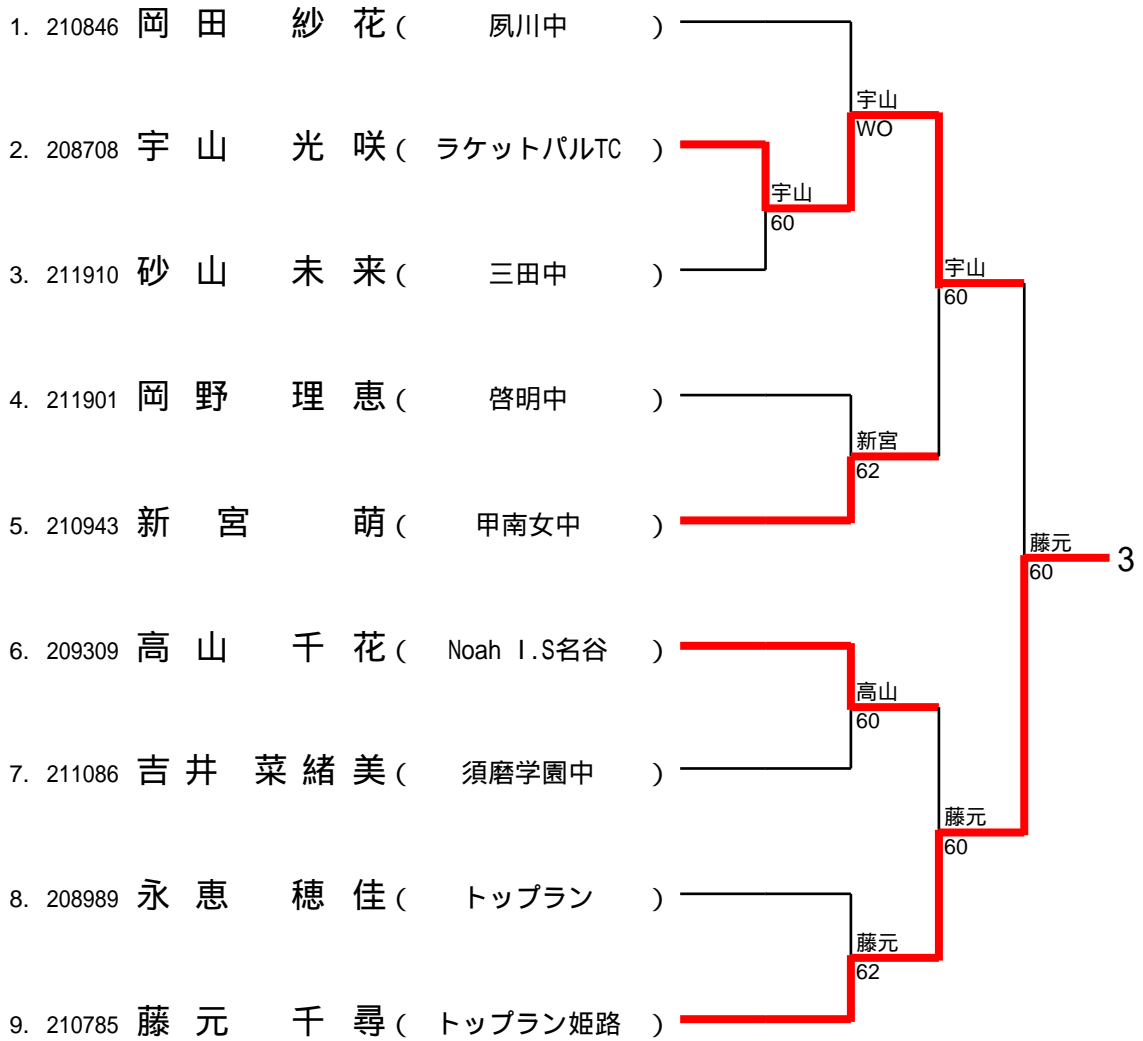 1. 210846 岡田 紗花 ( 夙川中 )
宇山
WO
2. 208708 宇山 光咲 ( ラケットパルTC )
宇山
60
3. 211910 砂山 未来 ( 三田中 )
宇山
60
4. 211901 岡野 理恵 ( 啓明中 )
新宮
62
5. 210943 新宮 萌 ( 甲南女中 )
藤元
60
3
6. 209309 高山 千花 ( Noah I.S名谷 )
高山
60
7. 211086 吉井 菜緒美 ( 須磨学園中 )
藤元
60
8. 208989 永恵 穂佳 ( トップラン )
藤元
62
9. 210785 藤元 千尋 ( トップラン姫路 )